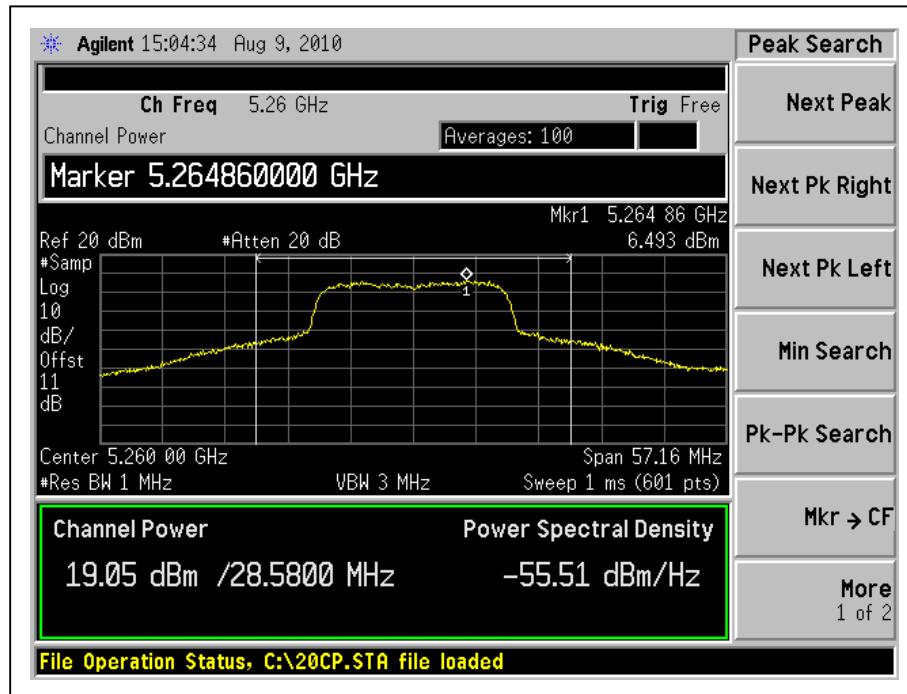 Agilent 15:04:34 Aug 9, 2010
Peak Search
Ch Freq 5.26 GHz
Trig Free
Channel Power
Averages: 100
Marker 5.264860000 GHz
Mkr1 5.264 86 GHz
Ref 20 dBm
#Atten 20 dB
6.493 dBm
#Samp
Log
10
dB/
Offst
11
dB
1
Center 5.260 00 GHz
Span 57.16 MHz
#Res BW 1 MHz
VBW 3 MHz
Sweep 1 ms (601 pts)
Channel Power
Power Spectral Density
19.05 dBm /28.5800 MHz
-55.51 dBm/Hz
File Operation Status, C:\20CP.STA file loaded
Next Peak
Next Pk Right
Next Pk Left
Min Search
Pk-Pk Search
Mkr → CF
More
1 of 2